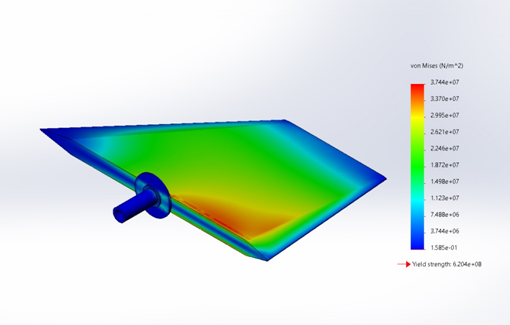 von Mises (N/m^2)
3.744e+07
3.370e+07
2.995e+07
2.621e+07
2.246e+07
1.872e+07
1.498e+07
1.123e+07
7.488e+06
3.744e+06
1.585e-01
Yield strength: 6.204e+08